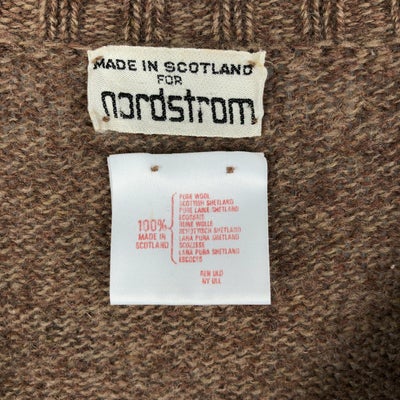 MADE IN SCOTLAND
FOR
nordstrom
100%
MADE IN
SCOTLAND
PURE WOOL
SCOTTISH SHETLAND
PURE LAINE SHETLAND
ECOSSAIS
REINE WOLLE
SCHOTTISCH SHETLAND
LANA PURA SHETLAND
SCOZZESE
LANA PURA SHETLAND
ESCOCES
REN ULD
NY ULL